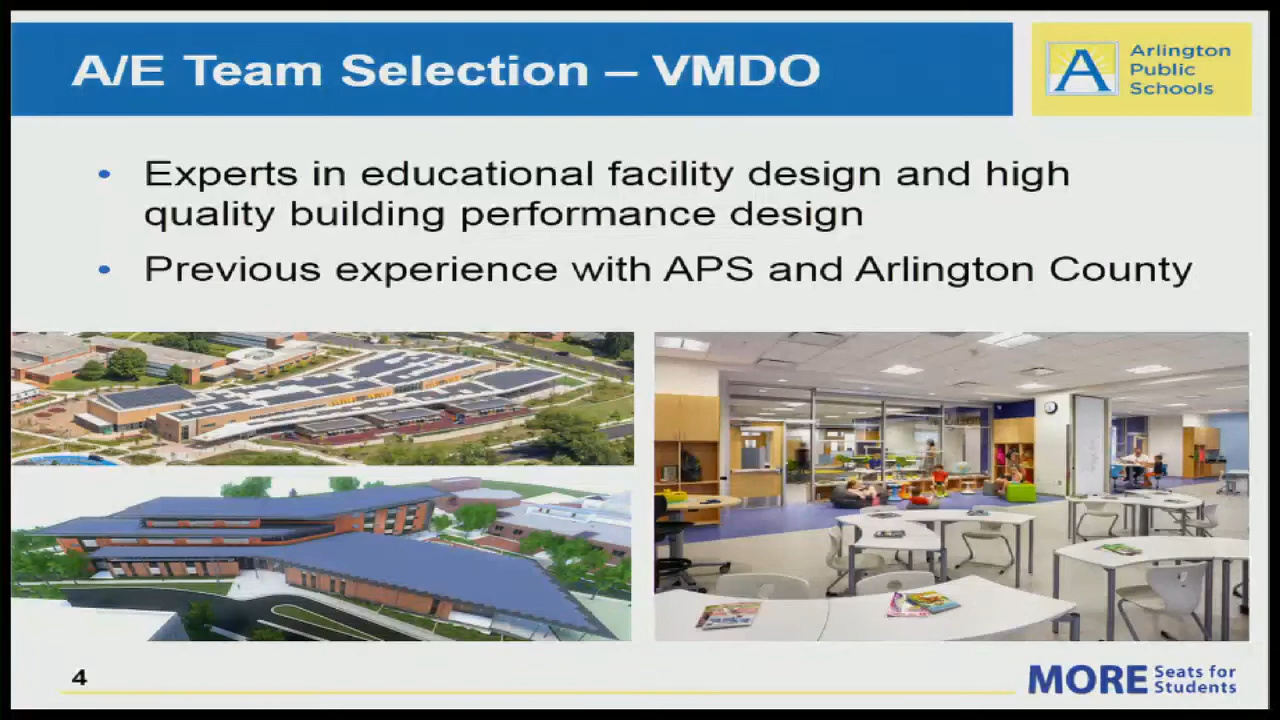 A/E Team Selection – VMDO
A
Arlington
Public
Schools
• Experts in educational facility design and high
quality building performance design
• Previous experience with APS and Arlington County
4
MORE Seats for
Students